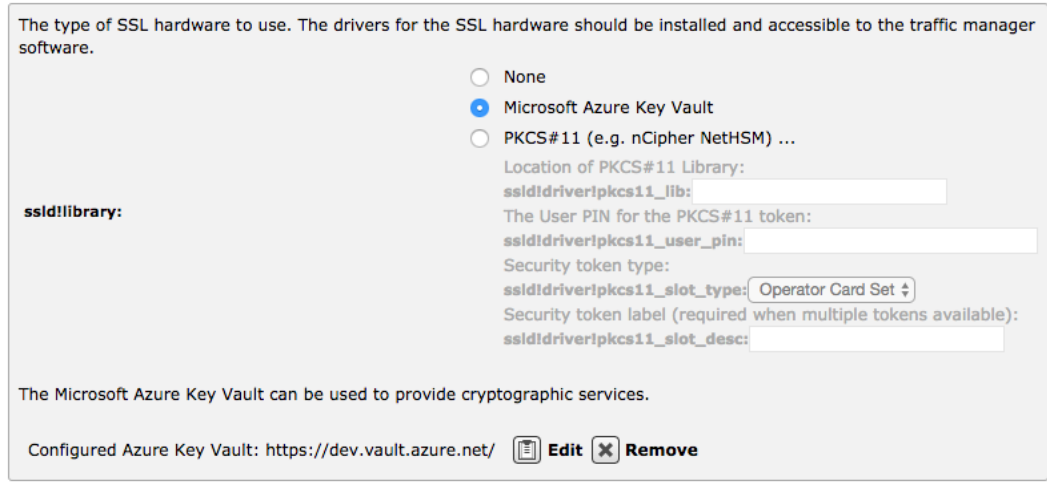 The type of SSL hardware to use. The drivers for the SSL hardware should be installed and accessible to the traffic manager
software.
None
Microsoft Azure Key Vault
PKCS#11 (e.g. nCipher NetHSM) ...
Location of PKCS#11 Library:
ssld!driver!pkcs11_lib:
ssld!library:
The User PIN for the PKCS#11 token:
ssld!driver!pkcs11_user_pin:
Security token type:
ssld!driver!pkcs11_slot_type: Operator Card Set
Security token label (required when multiple tokens available):
ssld!driver!pkcs11_slot_desc:
The Microsoft Azure Key Vault can be used to provide cryptographic services.
Configured Azure Key Vault: https://dev.vault.azure.net/ Edit Remove